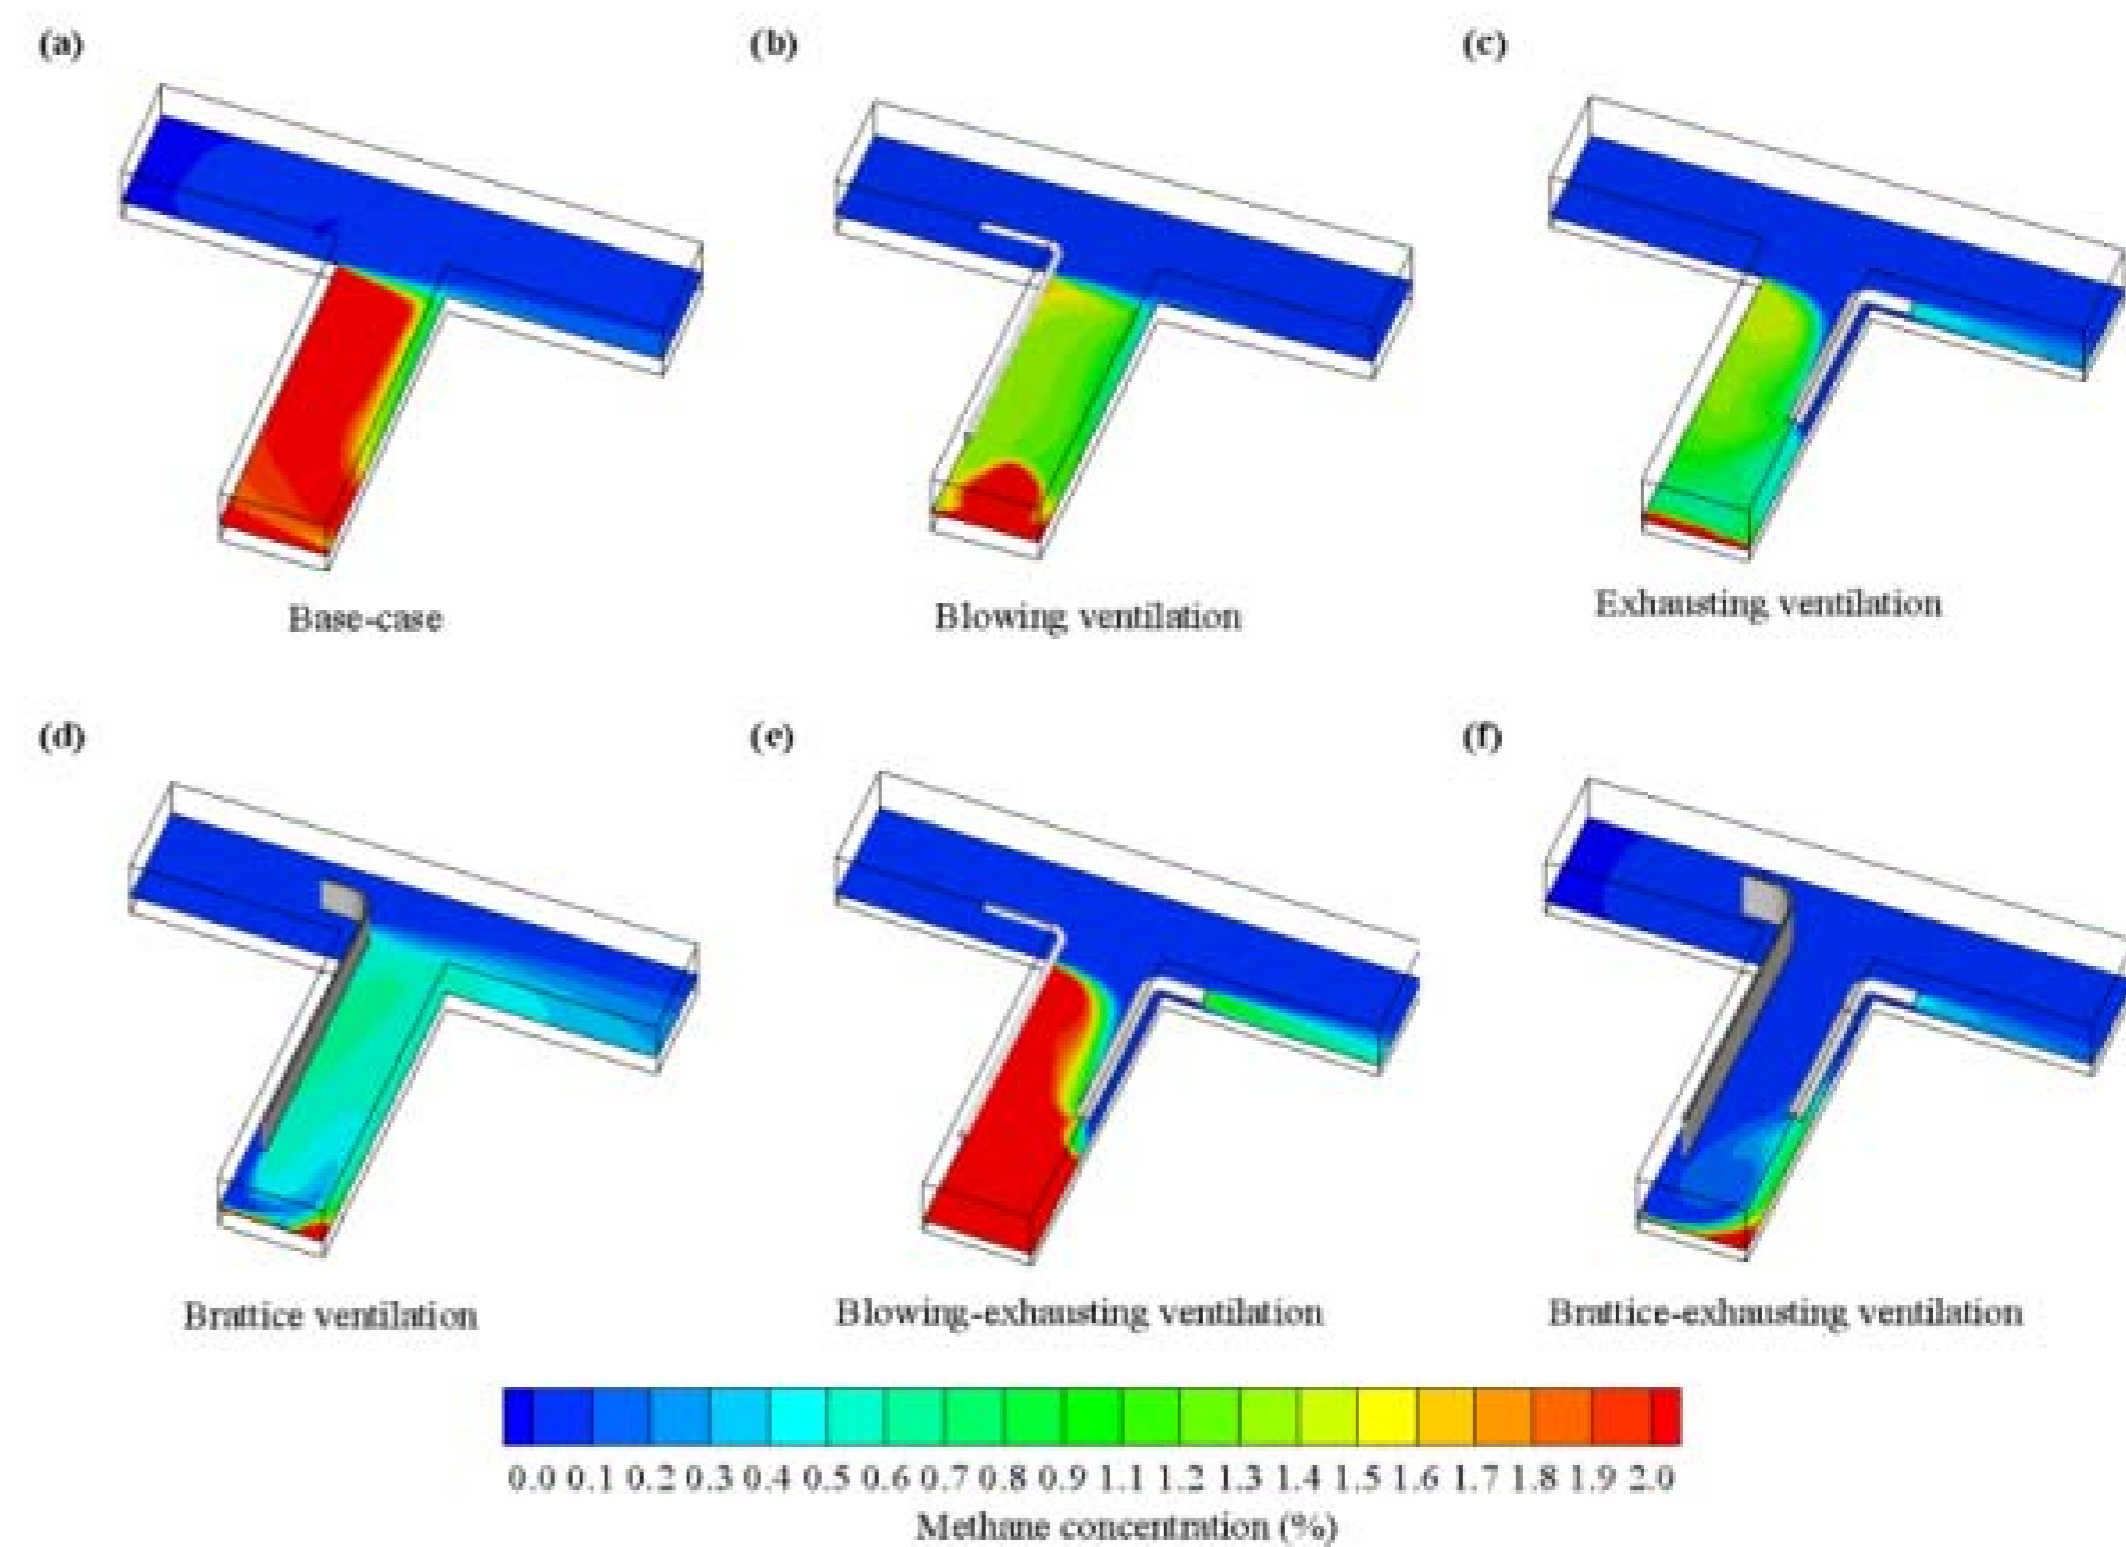 (a) (b) (c)
Base-case Blowing ventilation Exhausting ventilation
(d) (e) (f)
Brattice ventilation Blowing-exhausting ventilation Brattice-exhausting ventilation
0.0 0.1 0.2 0.3 0.4 0.5 0.6 0.7 0.8 0.9 1.1 1.2 1.3 1.4 1.5 1.6 1.7 1.8 1.9 2.0
Methane concentration (%)